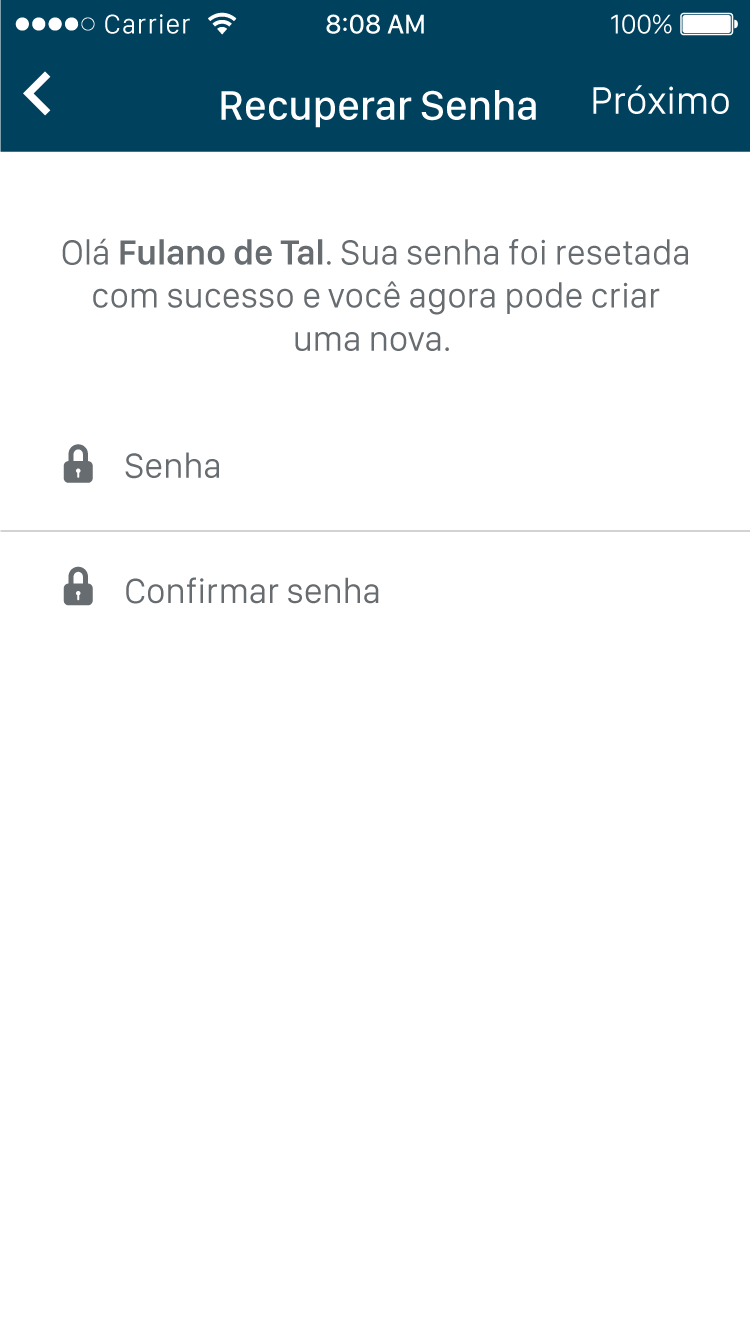 Carrier 8:08 AM 100%
Recuperar Senha Próximo
Olá Fulano de Tal. Sua senha foi resetada
com sucesso e você agora pode criar
uma nova.
Senha
Confirmar senha